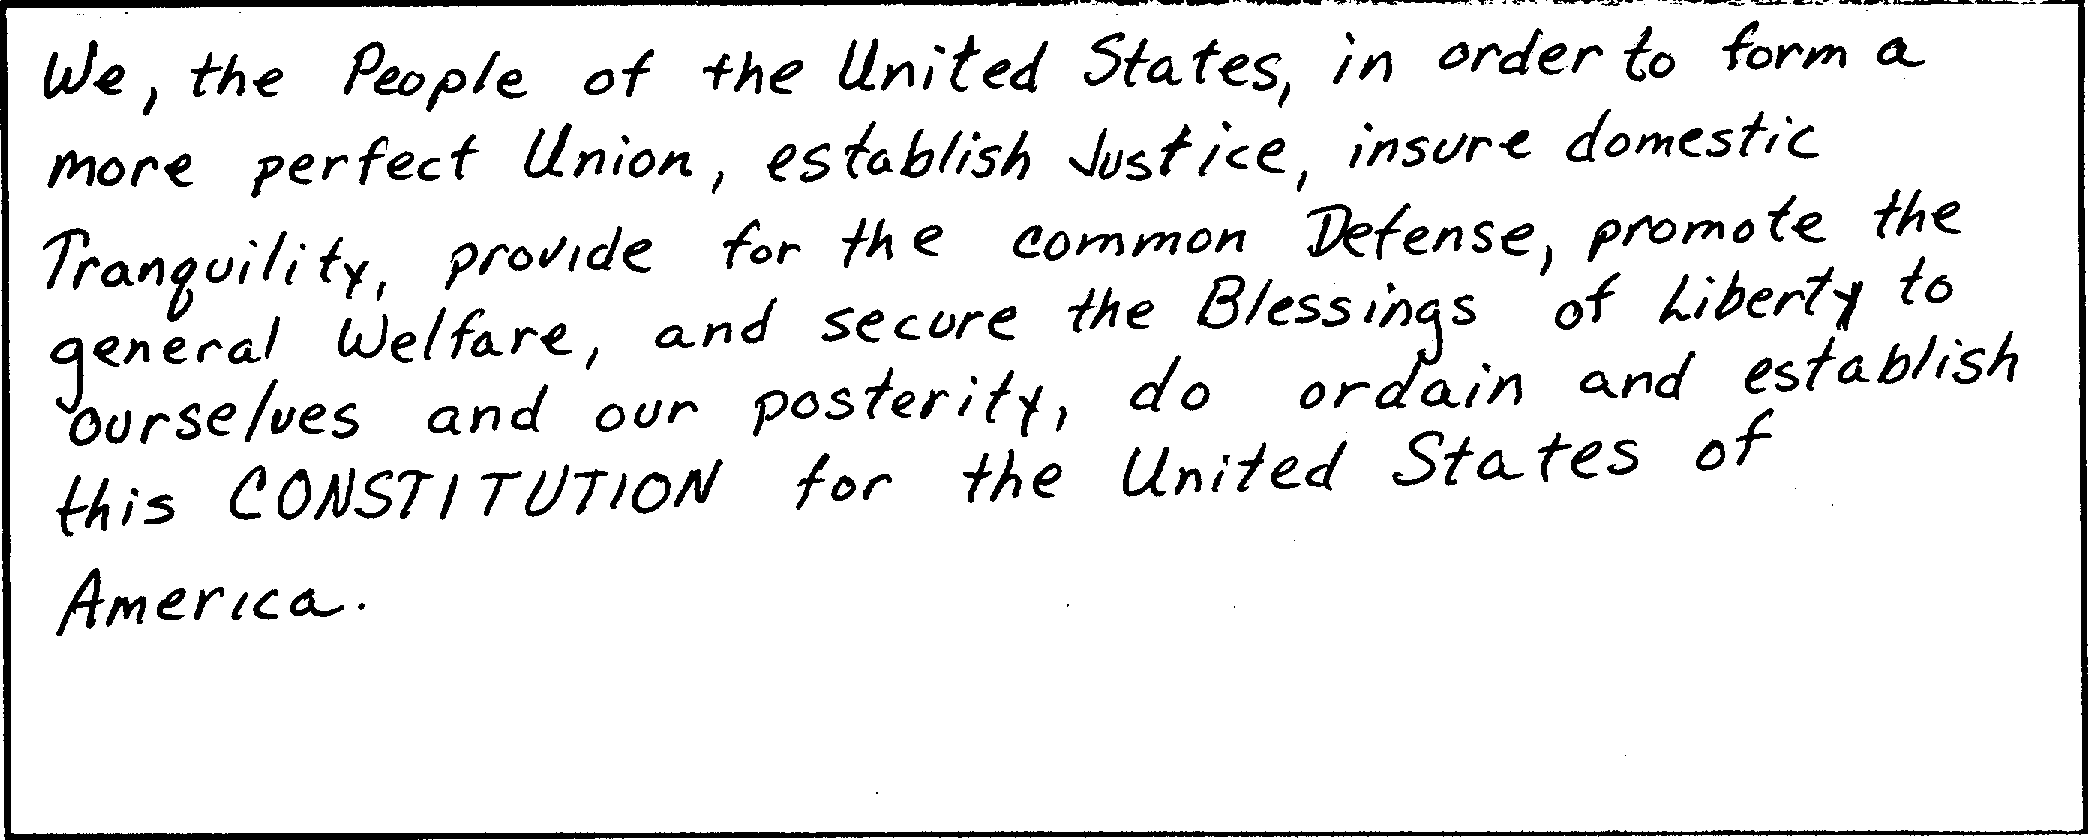 We, the People of the United States, in order to form a
more perfect Union, establish Justice, insure domestic
Tranquility, provide for the common Defense, promote the
general Welfare, and secure the Blessings of Liberty to
ourselves and our posterity, do ordain and establish
this CONSTITUTION for the United States of
America.